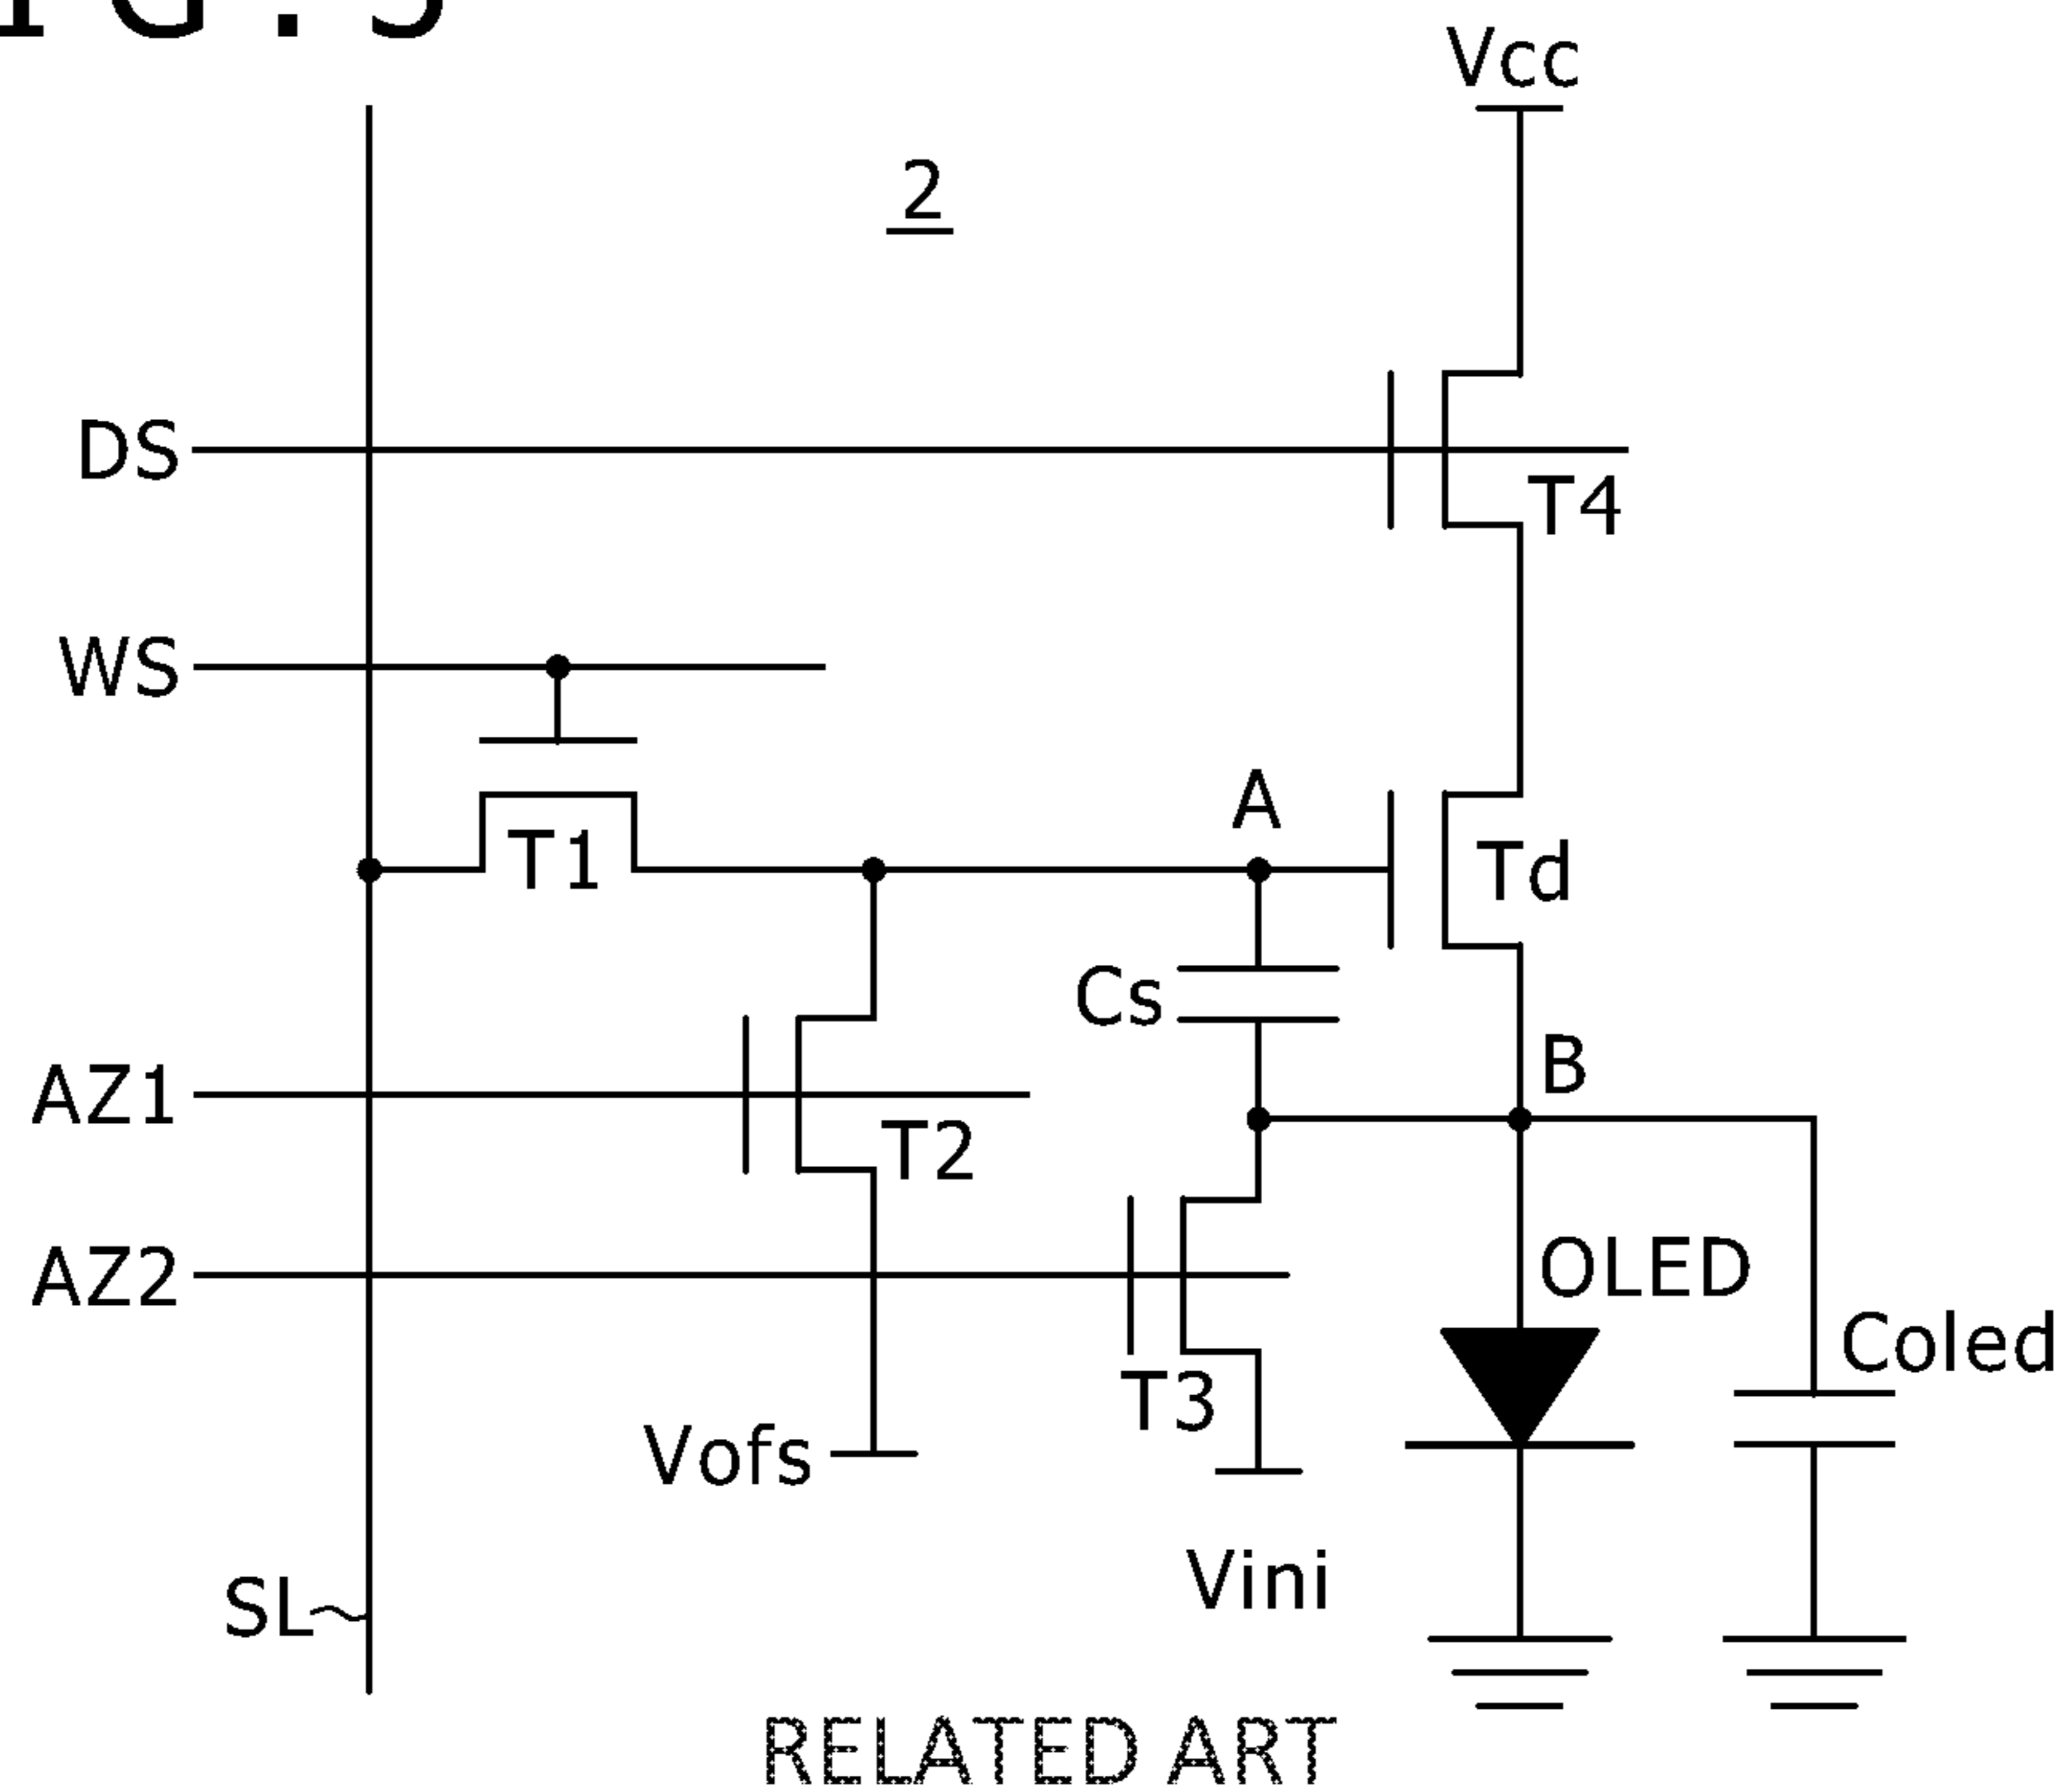 Vcc
2
DS
T4
WS
A
T1
Td
Cs
B
AZ1
T2
AZ2
OLED
Coled
T3
Vofs
Vini
SL
RELATED ART